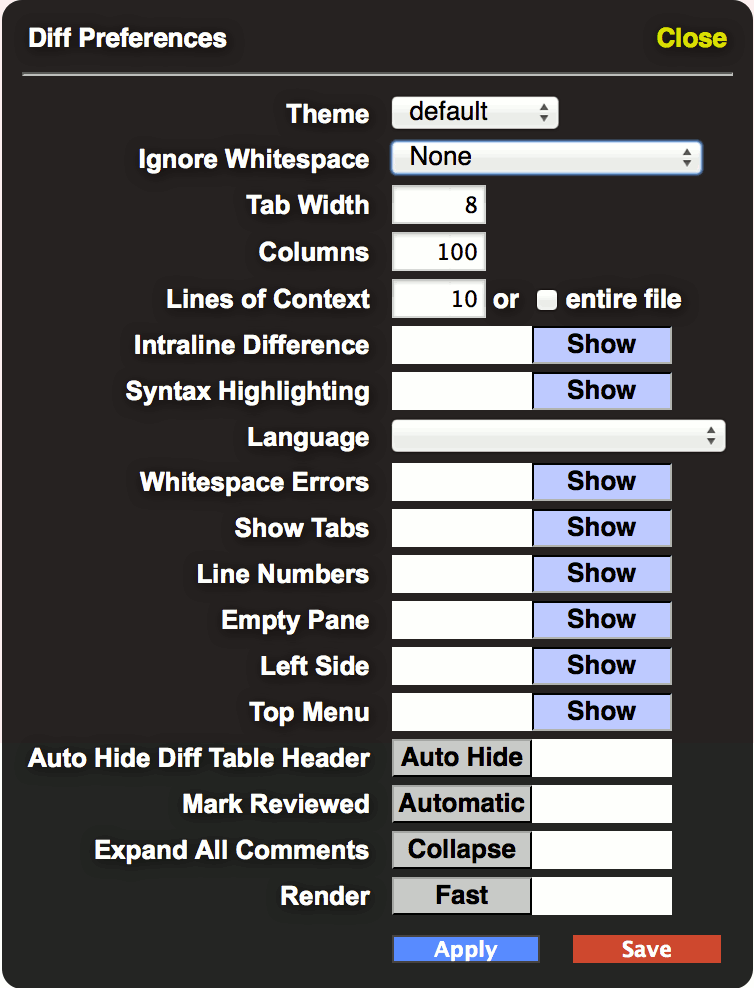 Diff Preferences Close
Theme default
Ignore Whitespace None
Tab Width 8
Columns 100
Lines of Context 10 or entire file
Intraline Difference Show
Syntax Highlighting Show
Language
Whitespace Errors Show
Show Tabs Show
Line Numbers Show
Empty Pane Show
Left Side Show
Top Menu Show
Auto Hide Diff Table Header Auto Hide
Mark Reviewed Automatic
Expand All Comments Collapse
Render Fast
Apply Save